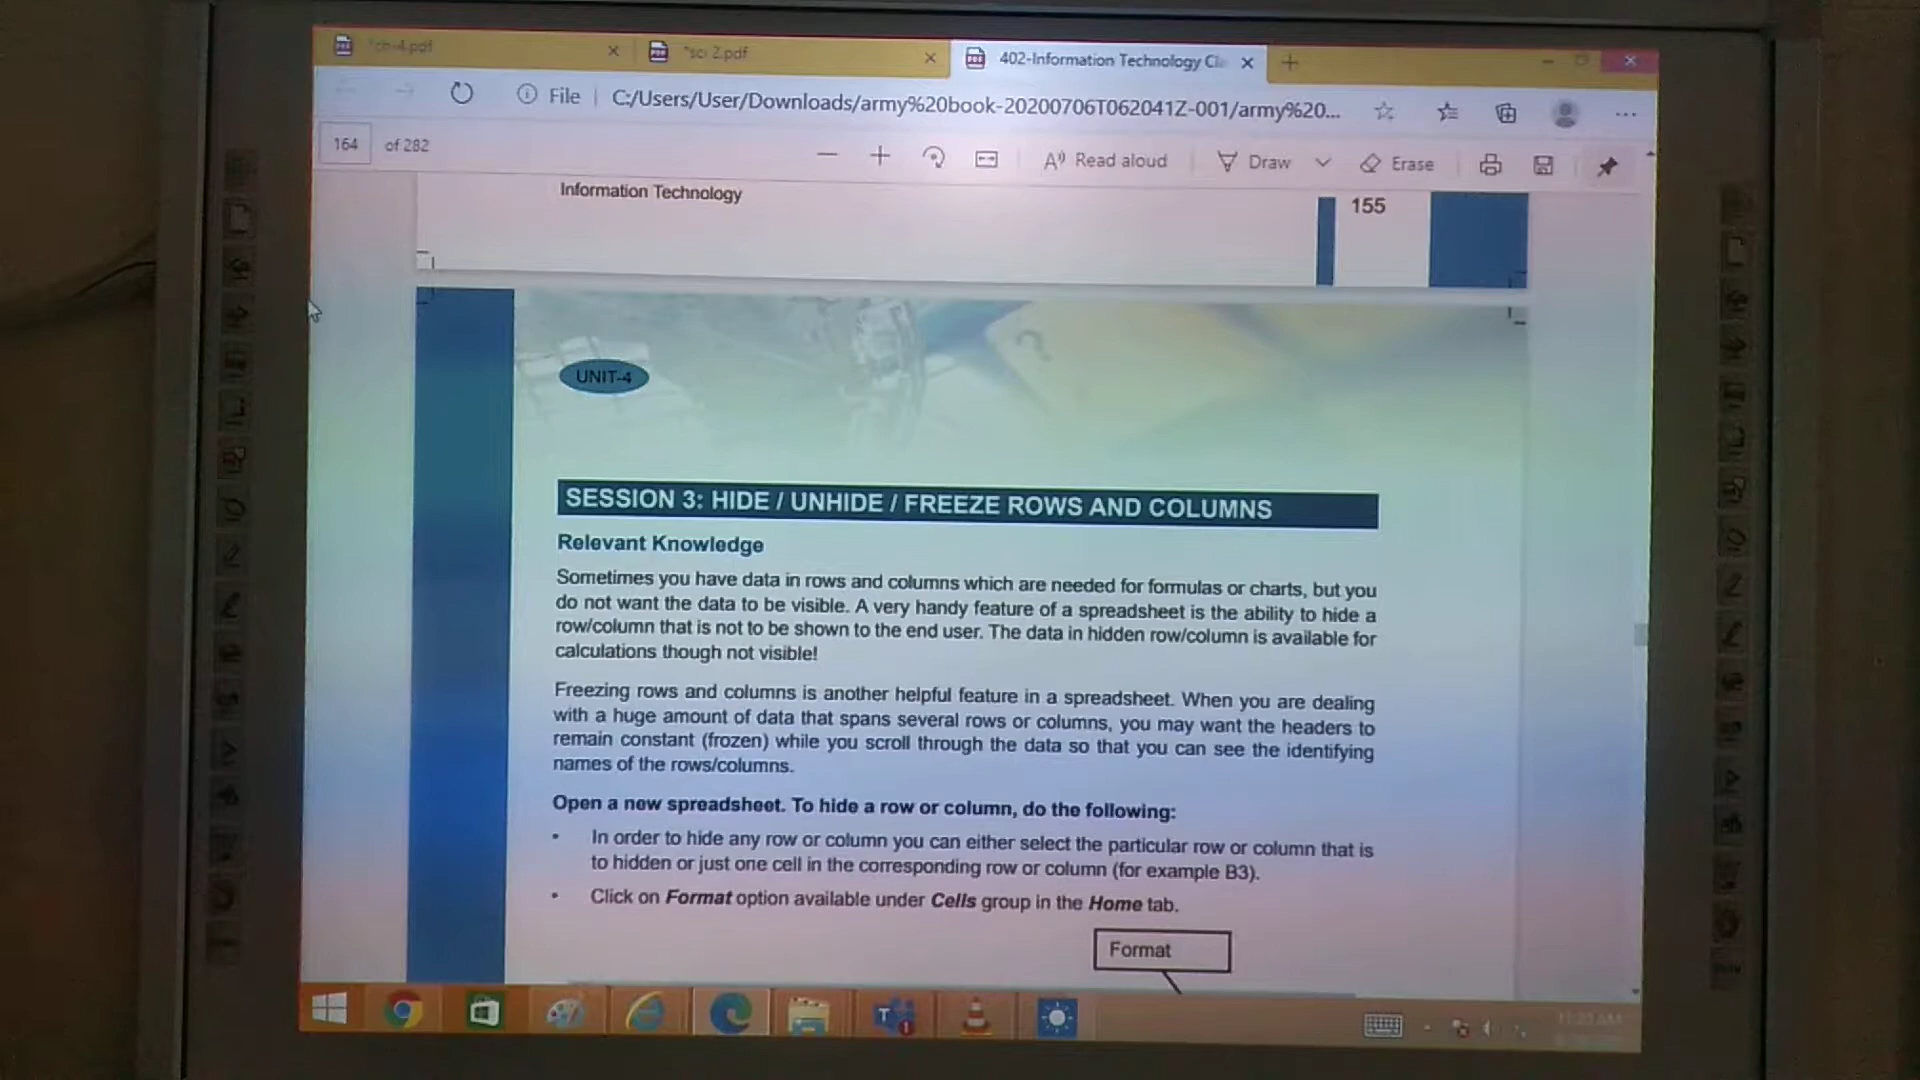 *ch-4.pdf
*sci 2.pdf
402-Information Technology Cla
File
C:/Users/User/Downloads/army%20book-20200706T062041Z-001/army%20...
164 of 282
Read aloud
Draw
Erase
Information Technology
155
UNIT-4
SESSION 3: HIDE / UNHIDE / FREEZE ROWS AND COLUMNS
Relevant Knowledge
Sometimes you have data in rows and columns which are needed for formulas or charts, but you
do not want the data to be visible. A very handy feature of a spreadsheet is the ability to hide a
row/column that is not to be shown to the end user. The data in hidden row/column is available for
calculations though not visible!
Freezing rows and columns is another helpful feature in a spreadsheet. When you are dealing
with a huge amount of data that spans several rows or columns, you may want the headers to
remain constant (frozen) while you scroll through the data so that you can see the identifying
names of the rows/columns.
Open a new spreadsheet. To hide a row or column, do the following:
• In order to hide any row or column you can either select the particular row or column that is
to hidden or just one cell in the corresponding row or column (for example B3).
• Click on Format option available under Cells group in the Home tab.
Format